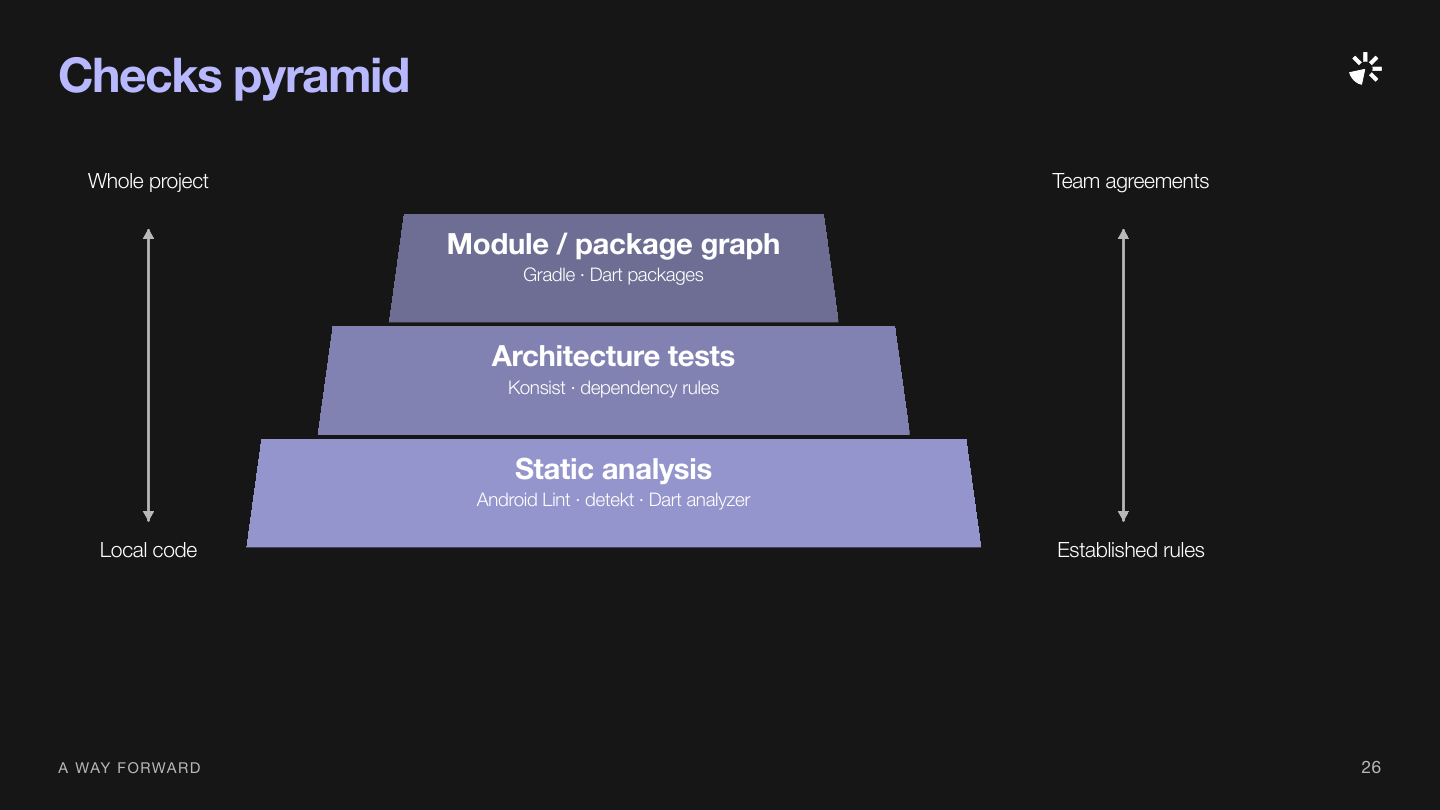 Checks pyramid
Whole project
Team agreements
Module / package graph
Gradle · Dart packages
Architecture tests
Konsist · dependency rules
Static analysis
Android Lint · detekt · Dart analyzer
Local code
Established rules
A WAY FORWARD
26